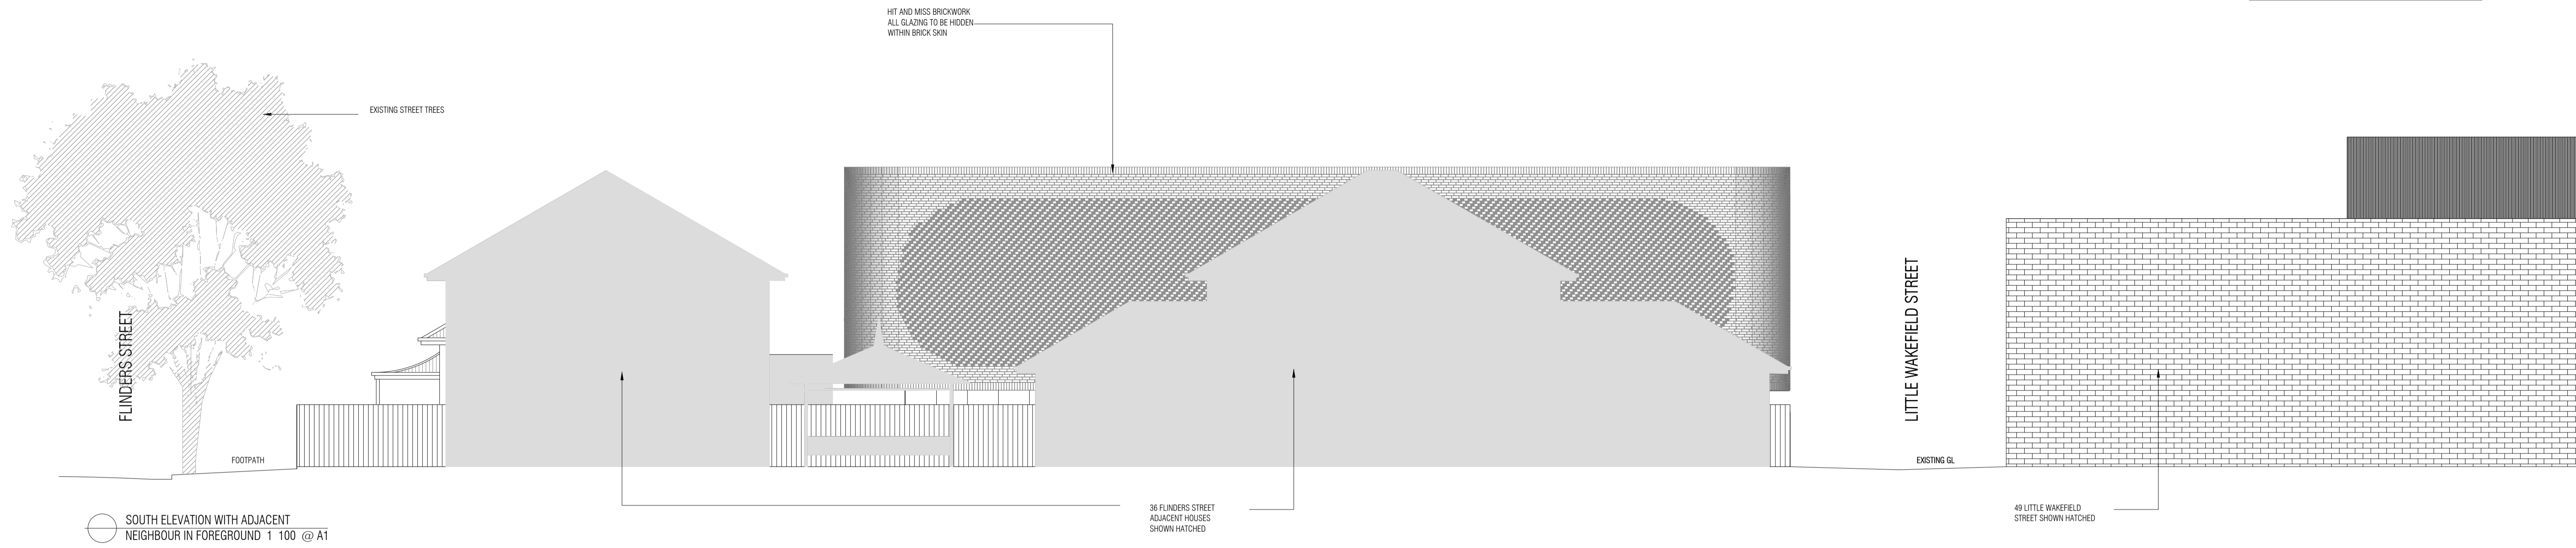 HIT AND MISS BRICKWORK
ALL GLAZING TO BE HIDDEN
WITHIN BRICK SKIN
EXISTING STREET TREES
FLINDERS STREET
LITTLE WAKEFIELD STREET
FOOTPATH
EXISTING GL
36 FLINDERS STREET
ADJACENT HOUSES
SHOWN HATCHED
49 LITTLE WAKEFIELD
STREET SHOWN HATCHED
SOUTH ELEVATION WITH ADJACENT
NEIGHBOUR IN FOREGROUND 1 100 @ A1